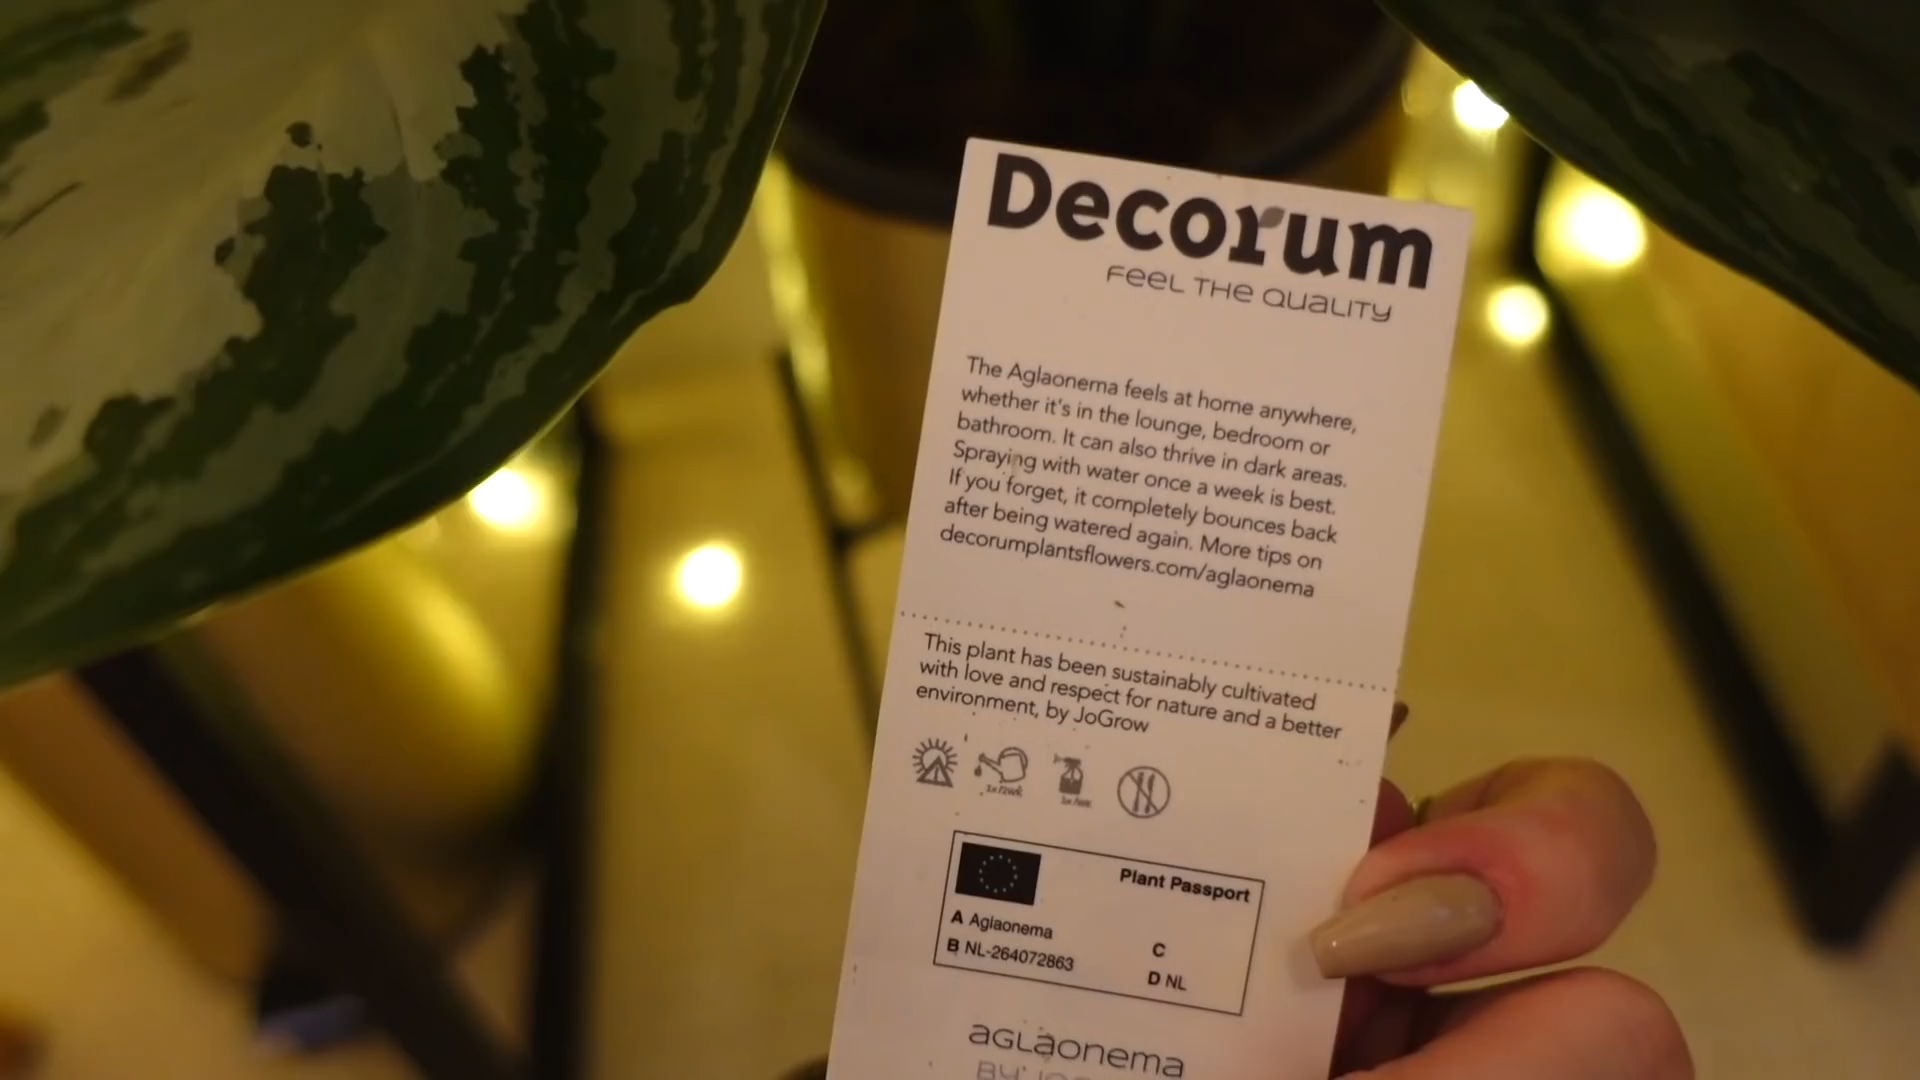 Decorum
FEEL THE QUALITY
The Aglaonema feels at home anywhere,
whether it's in the lounge, bedroom or
bathroom. It can also thrive in dark areas.
Spraying with water once a week is best.
If you forget, it completely bounces back
after being watered again. More tips on
decorumplantsflowers.com/aglaonema
This plant has been sustainably cultivated
with love and respect for nature and a better
environment, by JoGrow
Plant Passport
A Aglaonema
C
B NL-264072863
D NL
aGLaonema
BY